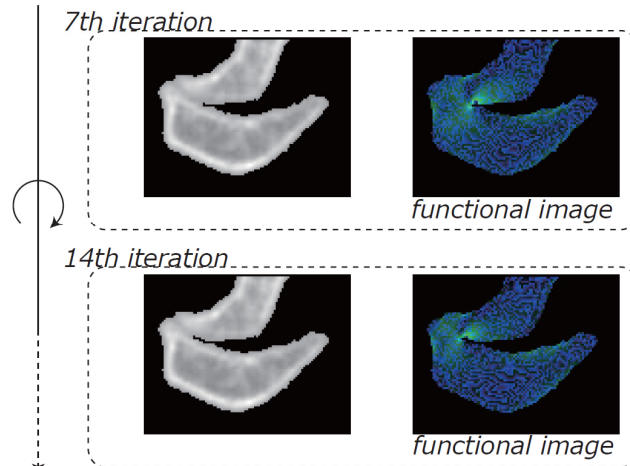 7th iteration
functional image
14th iteration
functional image